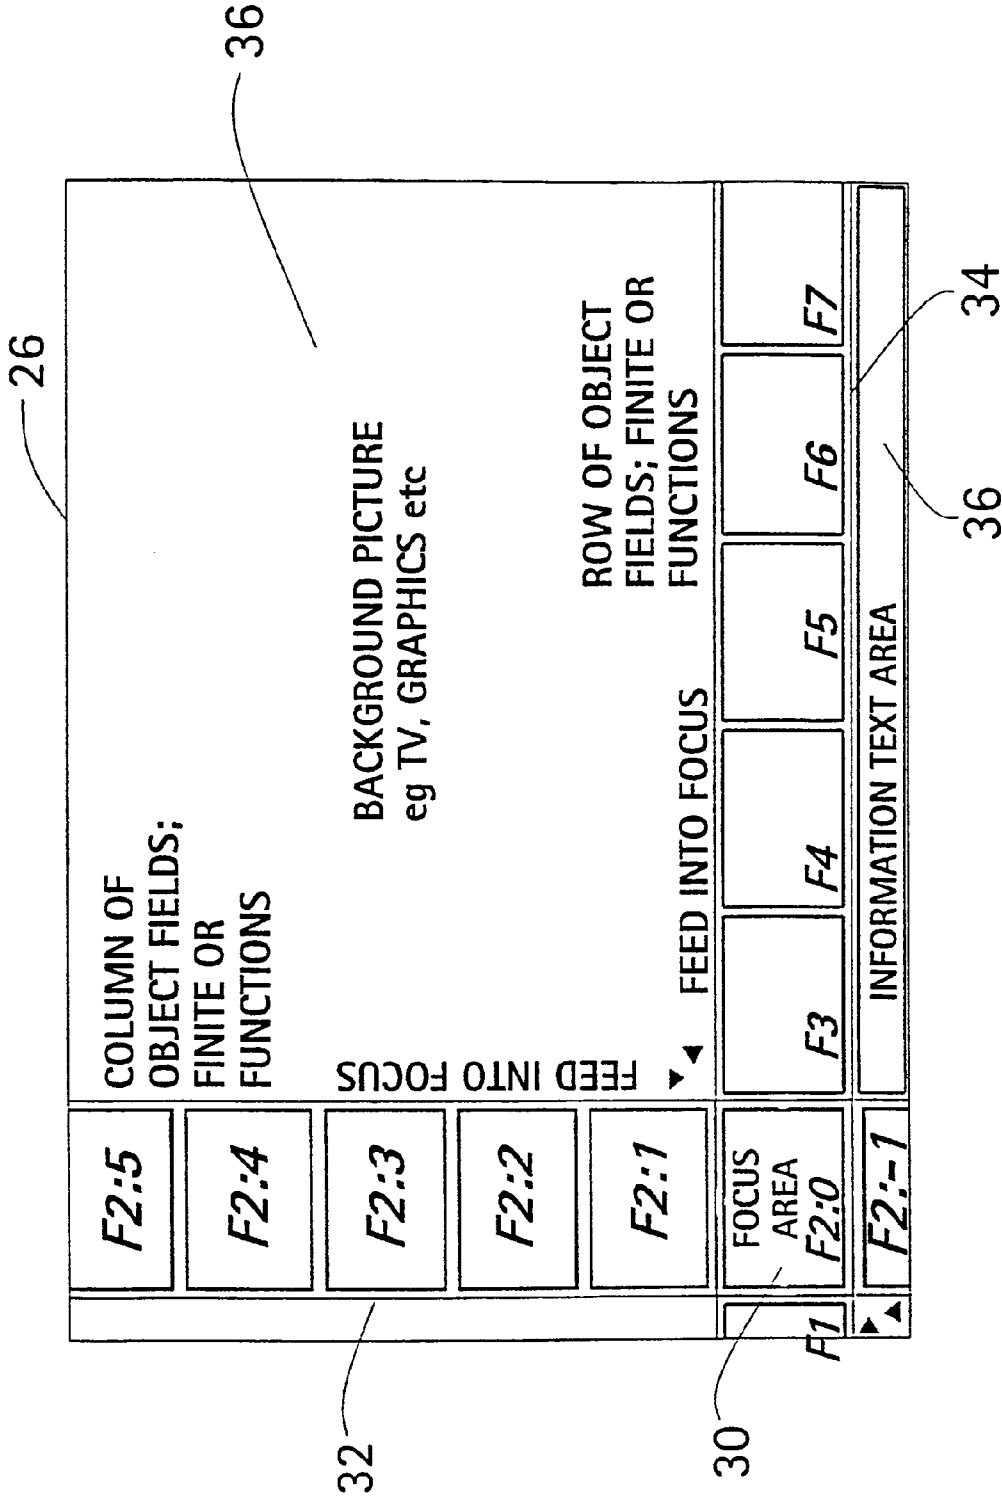 26
36
COLUMN OF
OBJECT FIELDS;
FINITE OR
FUNCTIONS
BACKGROUND PICTURE
eg TV, GRAPHICS etc
ROW OF OBJECT
FIELDS; FINITE OR
FUNCTIONS
FEED INTO FOCUS
FEED INTO FOCUS
F2:5
F2:4
F2:3
F2:2
F2:1
FOCUS
AREA
F2:0
F1
F3
F4
F5
F6
F7
F2:-1
INFORMATION TEXT AREA
32
30
36
34